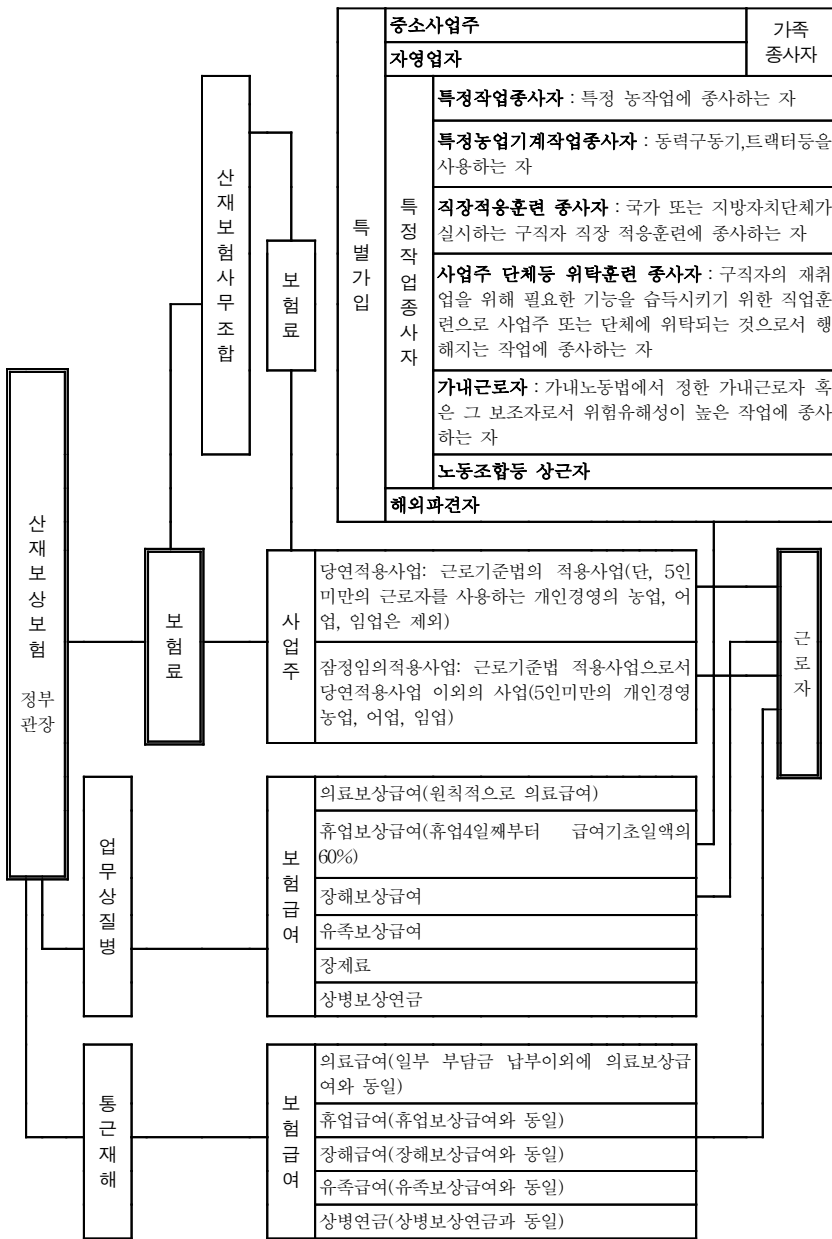 중소사업주
가족
종사자
자영업자
특별가입
특정작업종사자
특정작업종사자 : 특정 농작업에 종사하는 자
특정농업기계작업종사자 : 동력구동기,트랙터등을
사용하는 자
직장적응훈련 종사자 : 국가 또는 지방자치단체가
실시하는 구직자 직장 적응훈련에 종사하는 자
사업주 단체등 위탁훈련 종사자 : 구직자의 재취
업을 위해 필요한 기능을 습득시키기 위한 직업훈
련으로 사업주 또는 단체에 위탁되는 것으로서 행
해지는 작업에 종사하는 자
가내근로자 : 가내노동법에서 정한 가내근로자 혹
은 그 보조자로서 위험유해성이 높은 작업에 종사
하는 자
노동조합등 상근자
해외파견자
산재보험사무조합
보험료
산재보상보험
정부
관장
보험료
사업주
당연적용사업: 근로기준법의 적용사업(단, 5인
미만의 근로자를 사용하는 개인경영의 농업, 어
업, 임업은 제외)
잠정임의적용사업: 근로기준법 적용사업으로서
당연적용사업 이외의 사업(5인미만의 개인경영
농업, 어업, 임업)
근로자
업무상질병
보험급여
의료보상급여(원칙적으로 의료급여)
휴업보상급여(휴업4일째부터 급여기초일액의
60%)
장해보상급여
유족보상급여
장제료
상병보상연금
통근재해
보험급여
의료급여(일부 부담금 납부이외에 의료보상급
여와 동일)
휴업급여(휴업보상급여와 동일)
장해급여(장해보상급여와 동일)
유족급여(유족보상급여와 동일)
상병연금(상병보상연금과 동일)